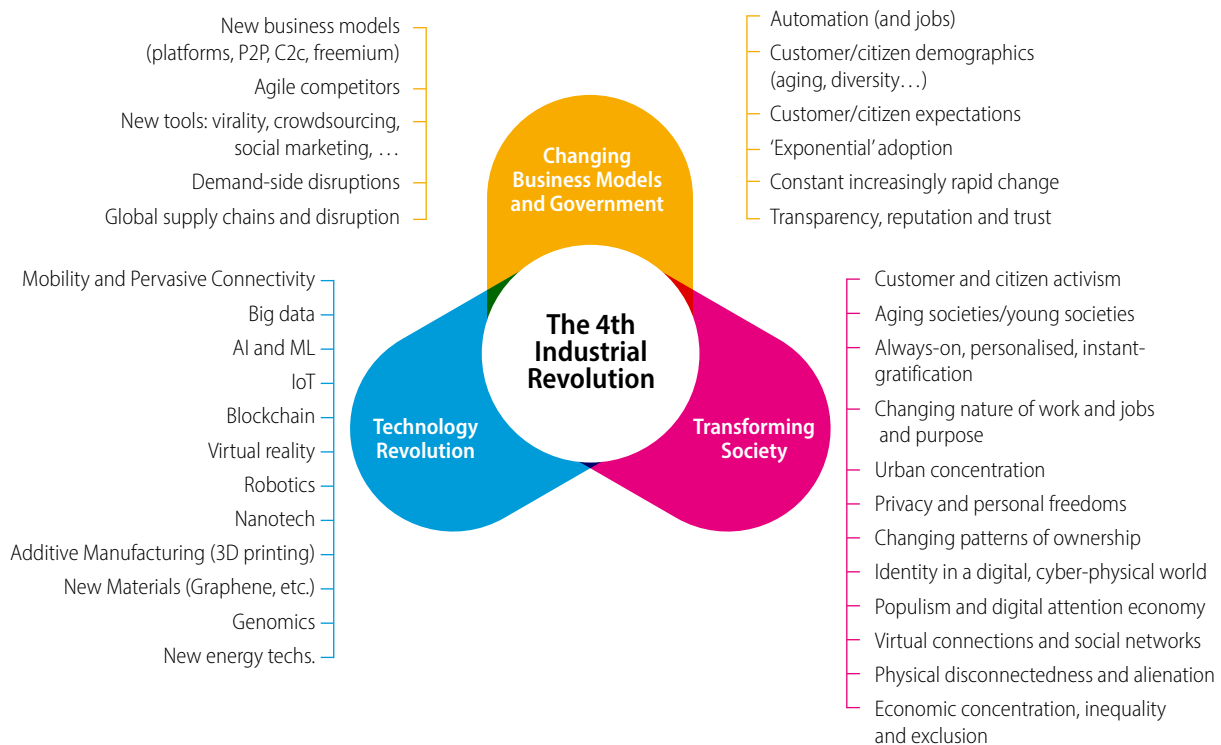 New business models
(platforms, P2P, C2c, freemium)
Agile competitors
New tools: virality, crowdsourcing,
social marketing, …
Demand-side disruptions
Global supply chains and disruption
Automation (and jobs)
Customer/citizen demographics
(aging, diversity…)
Customer/citizen expectations
‘Exponential’ adoption
Constant increasingly rapid change
Transparency, reputation and trust
Changing
Business Models
and Government
Mobility and Pervasive Connectivity
Big data
AI and ML
IoT
Blockchain
Virtual reality
Robotics
Nanotech
Additive Manufacturing (3D printing)
New Materials (Graphene, etc.)
Genomics
New energy techs.
Technology
Revolution
The 4th
Industrial
Revolution
Transforming
Society
Customer and citizen activism
Aging societies/young societies
Always-on, personalised, instant-
gratification
Changing nature of work and jobs
and purpose
Urban concentration
Privacy and personal freedoms
Changing patterns of ownership
Identity in a digital, cyber-physical world
Populism and digital attention economy
Virtual connections and social networks
Physical disconnectedness and alienation
Economic concentration, inequality
and exclusion